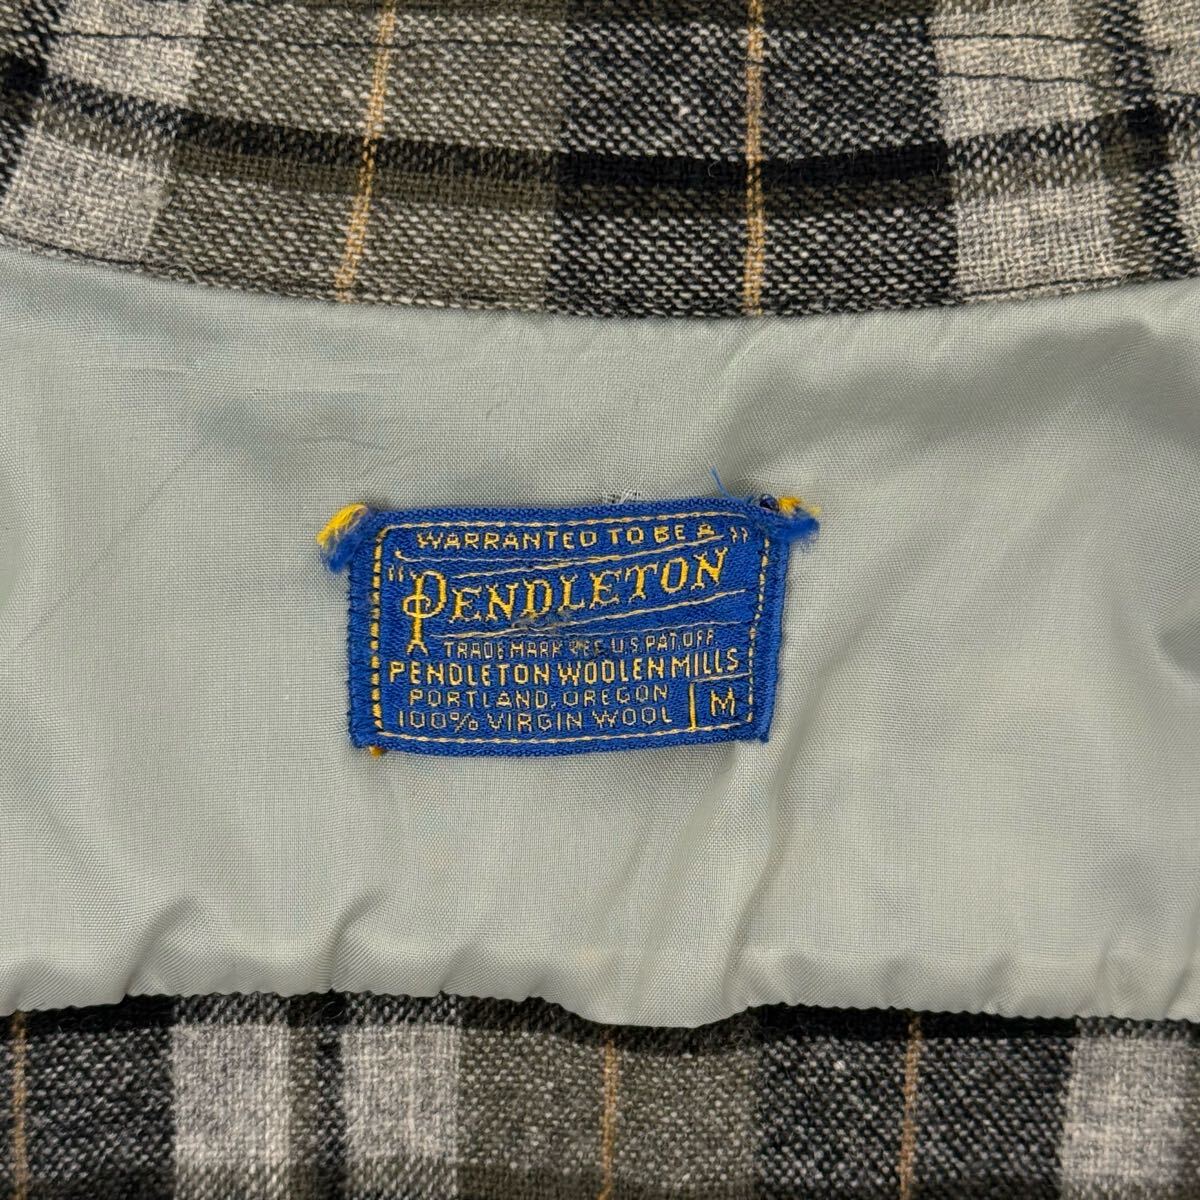 WARRANTED TO BE A
"PENDLETON"
TRADE MARK REG. U.S. PAT. OFF.
PENDLETON WOOLEN MILLS
PORTLAND, OREGON
100% VIRGIN WOOL M